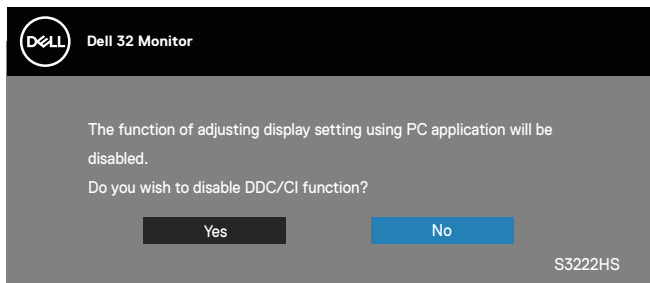 DELL
Dell 32 Monitor
The function of adjusting display setting using PC application will be
disabled.
Do you wish to disable DDC/CI function?
Yes
No
S3222HS